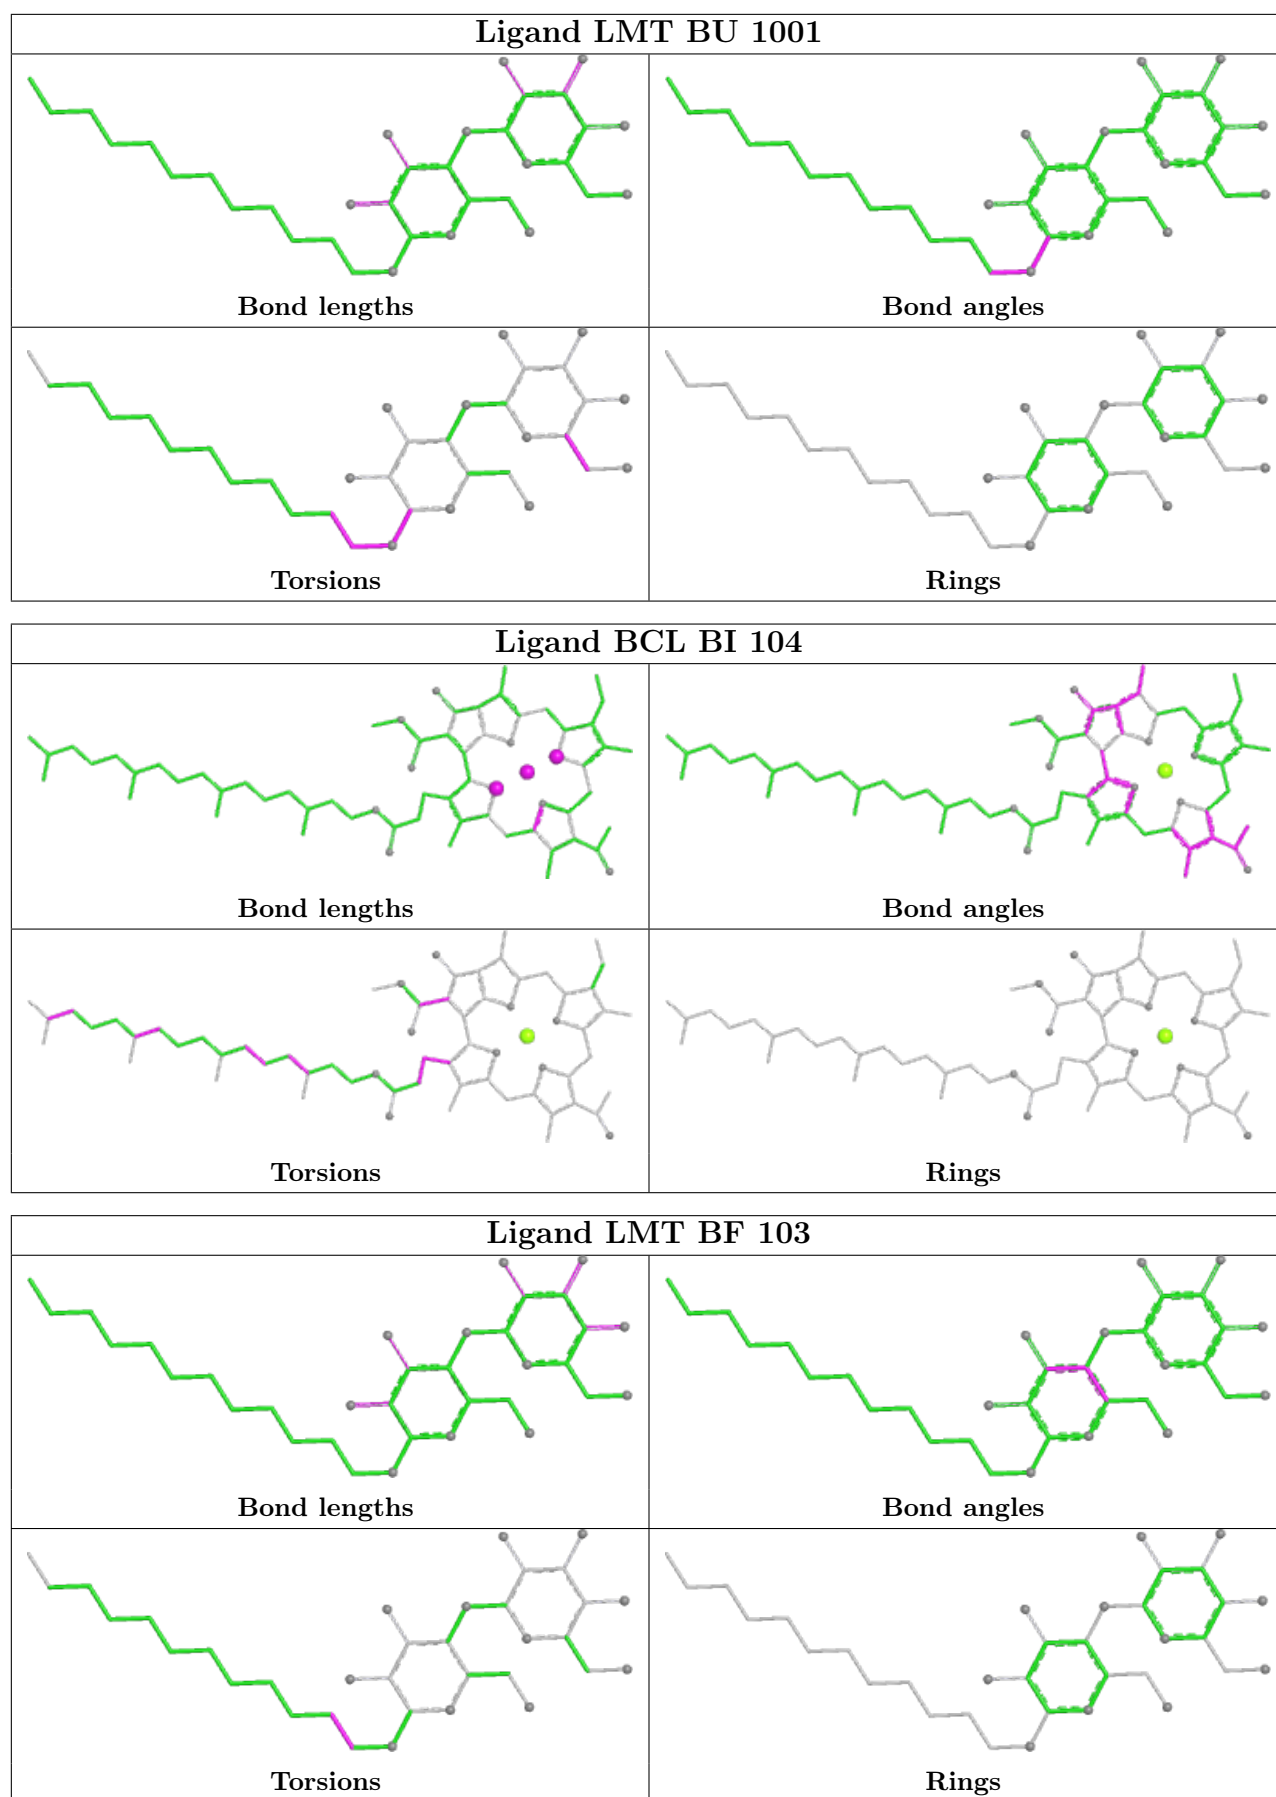 Ligand LMT BU 1001
Bond lengths
Bond angles
Torsions
Rings
Ligand BCL BI 104
Bond lengths
Bond angles
Torsions
Rings
Ligand LMT BF 103
Bond lengths
Bond angles
Torsions
Rings